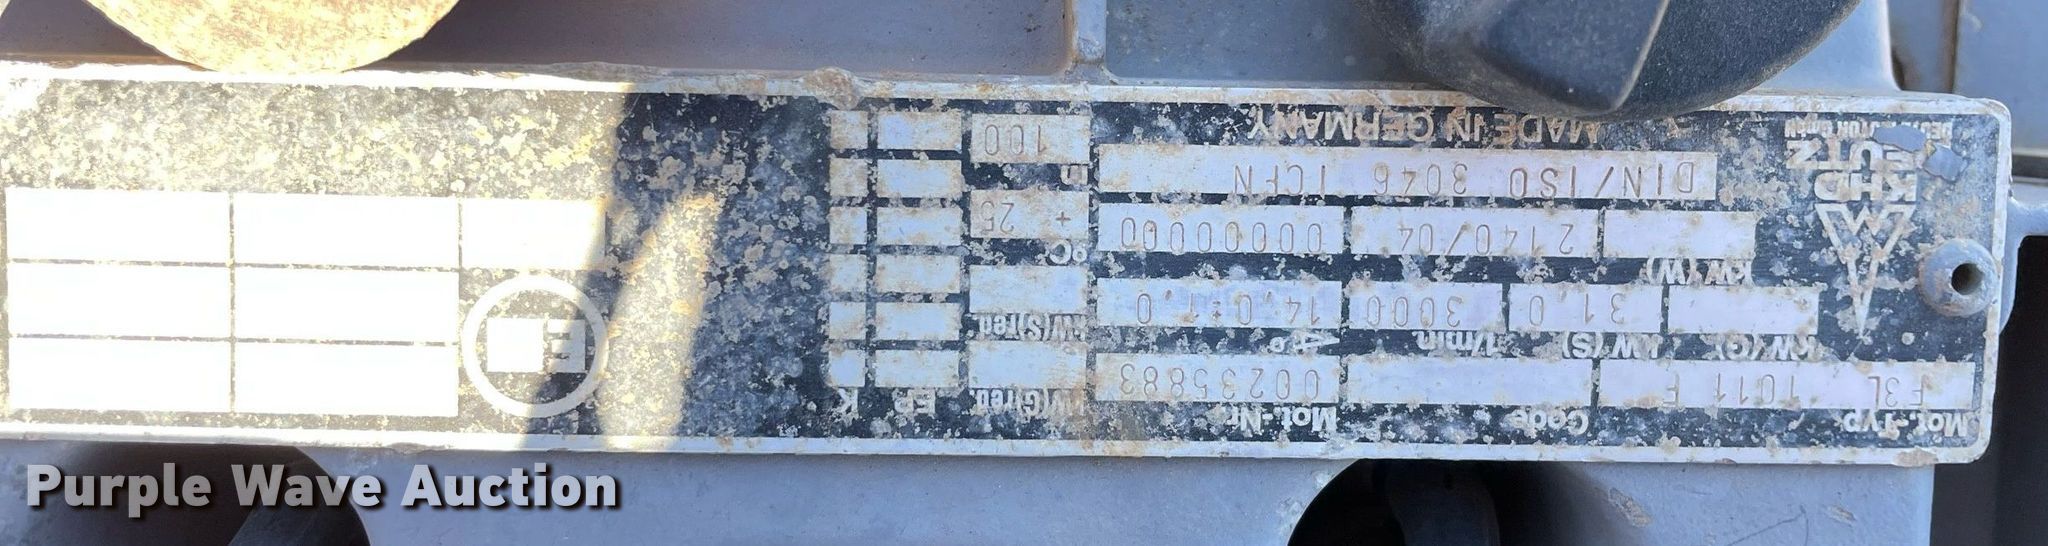 KHD
DEUTZ
Mot.-Typ Code Mot.-Nr.
F3L 1011 F 00235883
kW(G) kW(S) 1/min
31,0 3000 14,0±1,0
kW(W)
2140/04 00000000
DIN/ISO 3046 ICFN
MADE IN GERMANY
kW(G)red. EP K
kW(S)red.
°C
+ 25
m
100
E
Purple Wave Auction